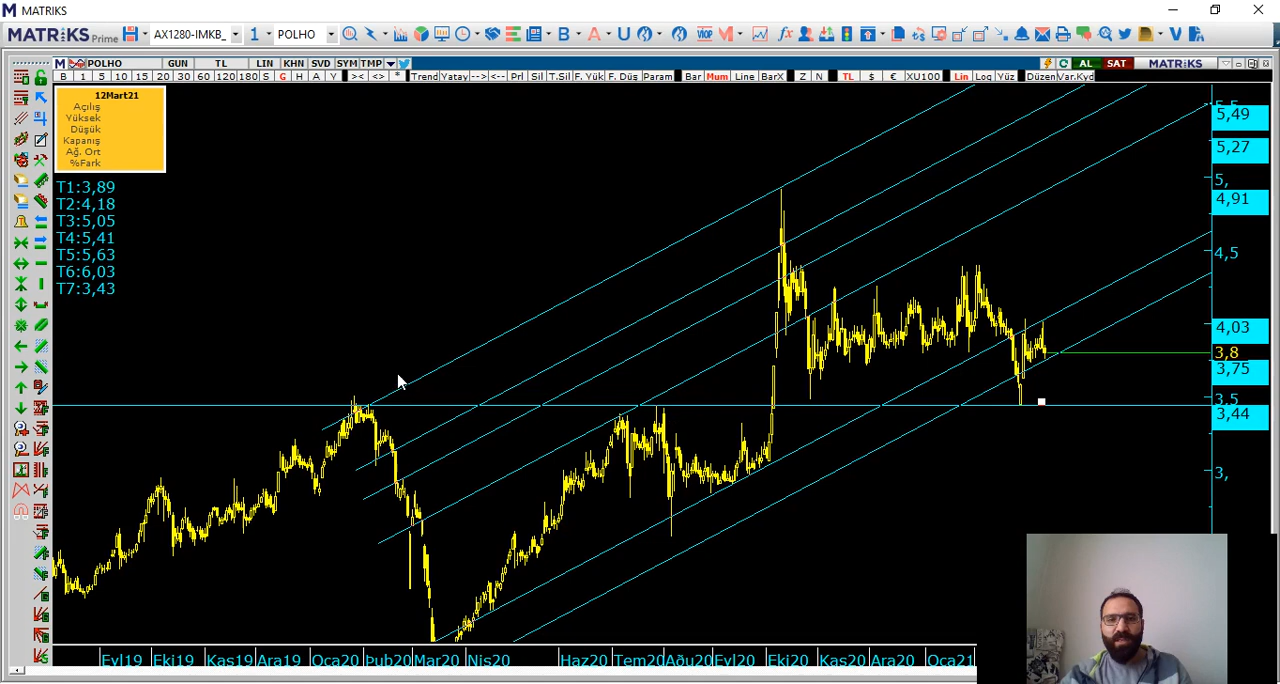 MATRIKS
MATRiKS Prime AX1280-IMKB_ 1 POLHO B A U VIOP M fx V
POLHO GUN TL LIN KHN SVD SYM TMP AL SAT MATRiKS
B 1 5 10 15 20 30 60 120 180 S G H A Y >< <> * Trend Yatay --> <-- Prl Sil T.Sil F. Yük F. Düş Param Bar Mum Line BarX Z N TL $ € XU100 Lin Log Yüz Düzen Var.Kyd
12Mart21
Açılış
Yüksek
Düşük
Kapanış
Ağ. Ort
%Fark
T1:3,89
T2:4,18
T3:5,05
T4:5,41
T5:5,63
T6:6,03
T7:3,43
5,49
5,27
5,
4,91
4,5
4,03
3,8
3,75
3,5
3,44
3,
Eyl19 Eki19 Kas19 Ara19 Oca20 Þub20 Mar20 Nis20 Haz20 Tem20 Aðu20 Eyl20 Eki20 Kas20 Ara20 Oca21